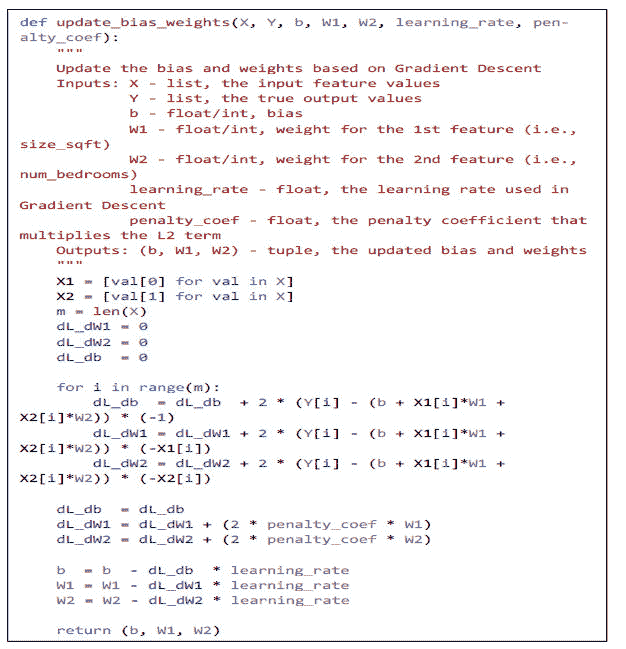 def update_bias_weights(X, Y, b, W1, W2, learning_rate, pen-
alty_coef):
    """
    Update the bias and weights based on Gradient Descent
    Inputs: X - list, the input feature values
            Y - list, the true output values
            b - float/int, bias
            W1 - float/int, weight for the 1st feature (i.e.,
size_sqft)
            W2 - float/int, weight for the 2nd feature (i.e.,
num_bedrooms)
            learning_rate - float, the learning rate used in
Gradient Descent
            penalty_coef - float, the penalty coefficient that
multiplies the L2 term
    Outputs: (b, W1, W2) - tuple, the updated bias and weights
    """
    X1 = [val[0] for val in X]
    X2 = [val[1] for val in X]
    m = len(X)
    dL_dW1 = 0
    dL_dW2 = 0
    dL_db  = 0

    for i in range(m):
        dL_db  = dL_db  + 2 * (Y[i] - (b + X1[i]*W1 +
X2[i]*W2)) * (-1)
        dL_dW1 = dL_dW1 + 2 * (Y[i] - (b + X1[i]*W1 +
X2[i]*W2)) * (-X1[i])
        dL_dW2 = dL_dW2 + 2 * (Y[i] - (b + X1[i]*W1 +
X2[i]*W2)) * (-X2[i])

    dL_db  = dL_db
    dL_dW1 = dL_dW1 + (2 * penalty_coef * W1)
    dL_dW2 = dL_dW2 + (2 * penalty_coef * W2)

    b  = b  - dL_db  * learning_rate
    W1 = W1 - dL_dW1 * learning_rate
    W2 = W2 - dL_dW2 * learning_rate

    return (b, W1, W2)